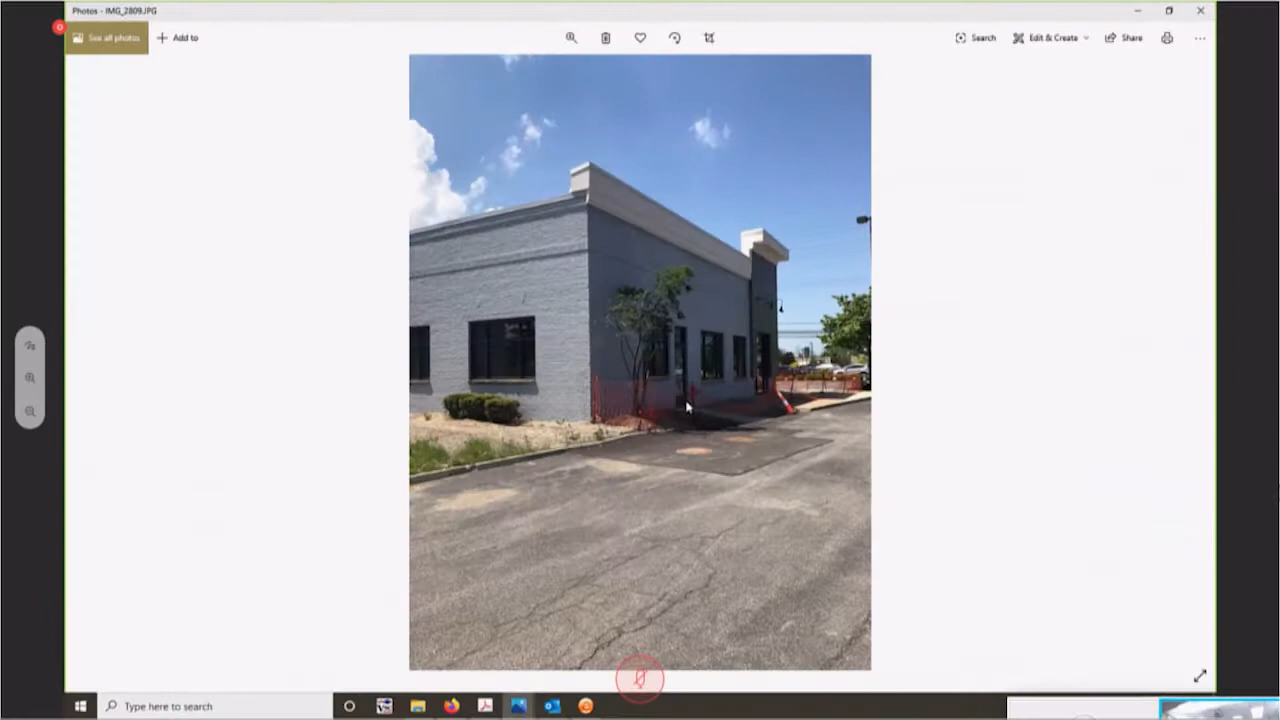 Photos - IMG_2809.JPG
See all photos
Add to
Search
Edit & Create
Share
Type here to search